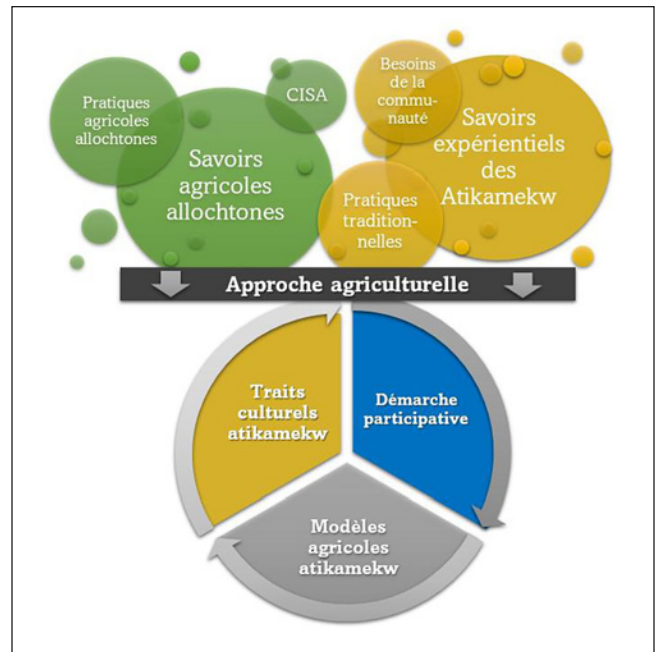 Pratiques
agricoles
allochtones
CISA
Savoirs
agricoles
allochtones
Besoins
de la
commu-
nauté
Savoirs
expérientiels
des
Atikamekw
Pratiques
tradition-
nelles
Approche agriculturelle
Traits
culturels
atikamekw
Démarche
participative
Modèles
agricoles
atikamekw